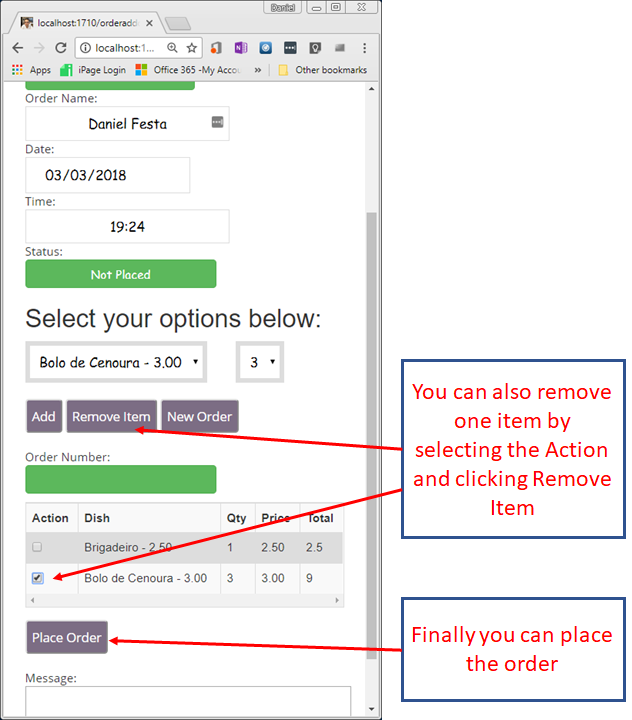 Daniel
localhost:1710/orderadd
localhost:1...
Apps
iPage Login
Office 365 -My Accou
»
Other bookmarks
Order Name:
Daniel Festa
Date:
03/03/2018
Time:
19:24
Status:
Not Placed
Select your options below:
Bolo de Cenoura - 3.00
3
Add
Remove Item
New Order
You can also remove
one item by
selecting the Action
and clicking Remove
Item
Order Number:
Action Dish Qty Price Total
Brigadeiro - 2.50 1 2.50 2.5
Bolo de Cenoura - 3.00 3 3.00 9
Place Order
Finally you can place
the order
Message: